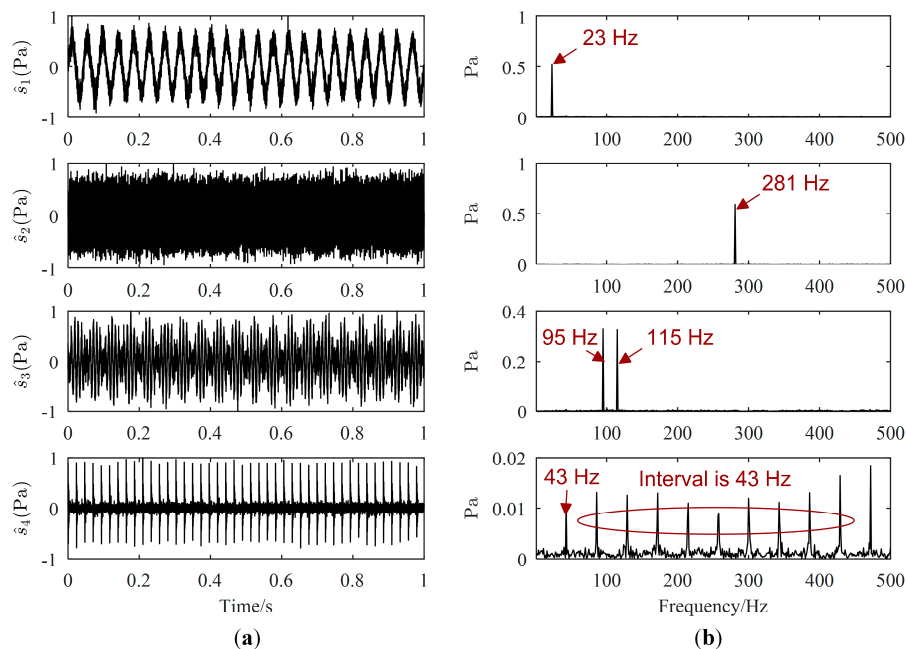 ŝ1(Pa)
1
0
-1
0 0.2 0.4 0.6 0.8 1
Pa
1
0.5
0
23 Hz
100 200 300 400 500
ŝ2(Pa)
1
0
-1
0 0.2 0.4 0.6 0.8 1
Pa
1
0.5
0
281 Hz
100 200 300 400 500
ŝ3(Pa)
1
0
-1
0 0.2 0.4 0.6 0.8 1
Pa
0.4
0.2
0
95 Hz 115 Hz
100 200 300 400 500
ŝ4(Pa)
1
0
-1
0 0.2 0.4 0.6 0.8 1
Time/s
(a)
Pa
0.02
0.01
0
43 Hz Interval is 43 Hz
100 200 300 400 500
Frequency/Hz
(b)